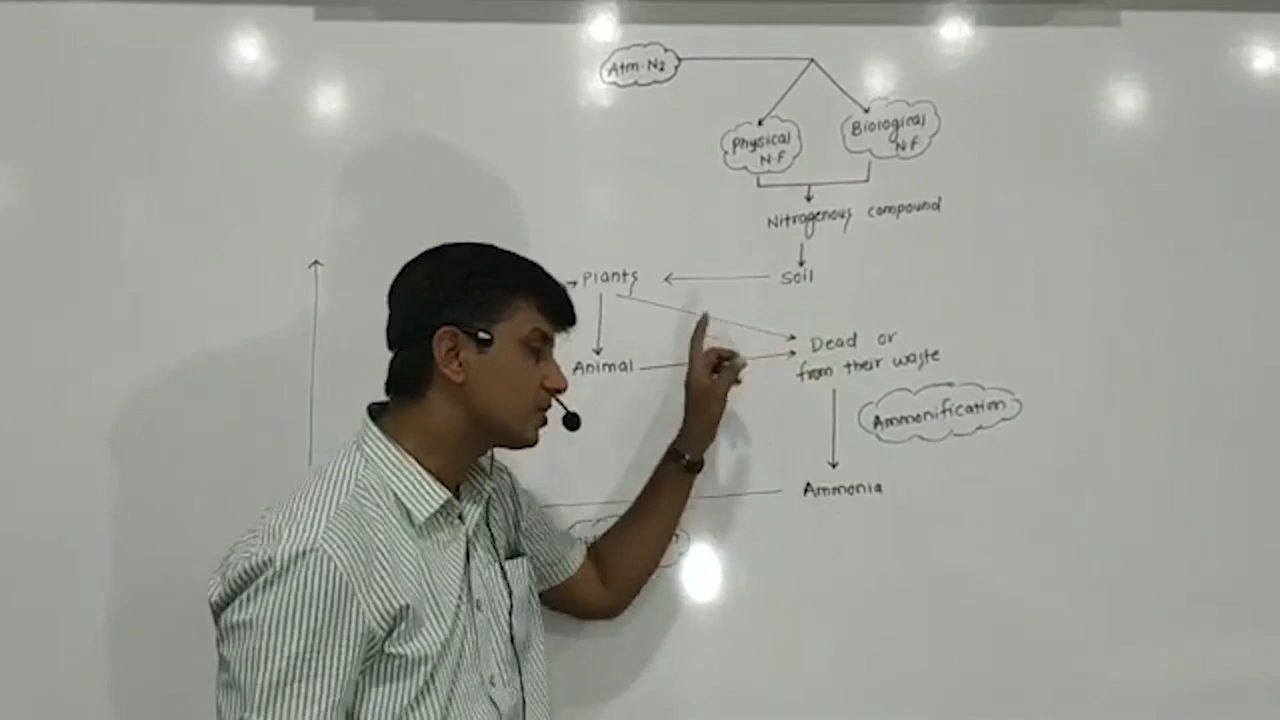 Atm. N2
Physical
N.F
Biological
N.F
Nitrogenous compound
Plants
Soil
Dead or
from their waste
Animal
Ammonification
Ammonia